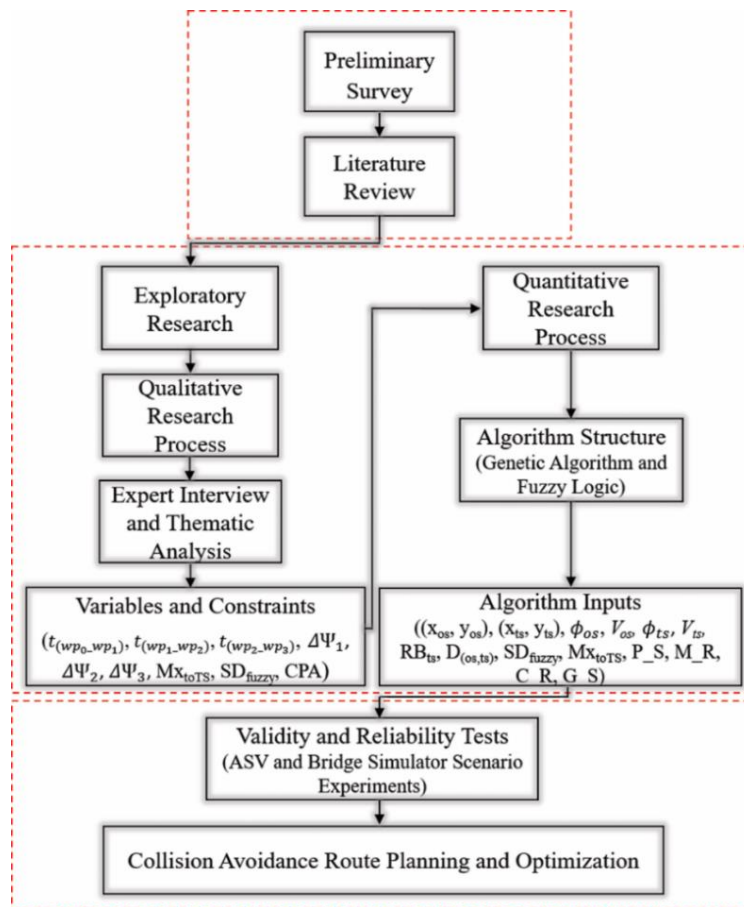 Preliminary
Survey
Literature
Review
Exploratory
Research
Qualitative
Research
Process
Expert Interview
and Thematic
Analysis
Variables and Constraints
(t(wp0_wp1), t(wp1_wp2), t(wp2_wp3), ΔΨ1,
ΔΨ2, ΔΨ3, MxtoTS, SDfuzzy, CPA)
Quantitative
Research
Process
Algorithm Structure
(Genetic Algorithm and
Fuzzy Logic)
Algorithm Inputs
((xos, yos), (xts, yts), ϕos, Vos, ϕts, Vts,
RBts, D(os,ts), SDfuzzy, MxtoTS, P_S, M_R,
C_R, G_S)
Validity and Reliability Tests
(ASV and Bridge Simulator Scenario
Experiments)
Collision Avoidance Route Planning and Optimization